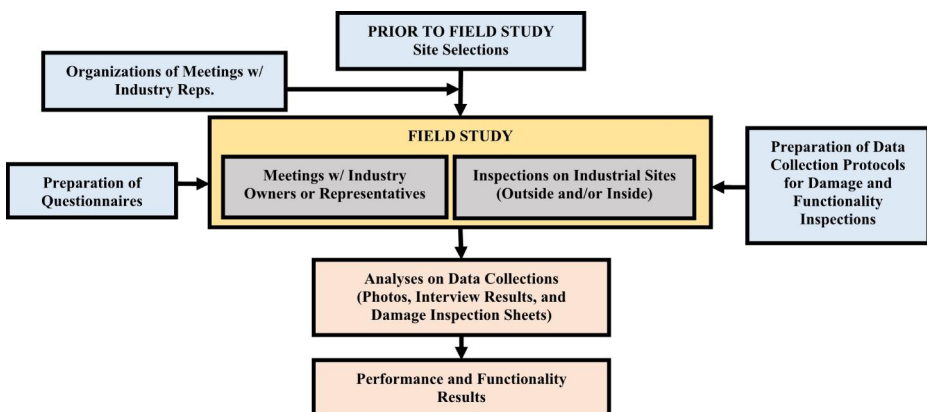 PRIOR TO FIELD STUDY
Site Selections
Organizations of Meetings w/
Industry Reps.
FIELD STUDY
Meetings w/ Industry
Owners or Representatives
Inspections on Industrial Sites
(Outside and/or Inside)
Preparation of
Questionnaires
Preparation of Data
Collection Protocols
for Damage and
Functionality
Inspections
Analyses on Data Collections
(Photos, Interview Results, and
Damage Inspection Sheets)
Performance and Functionality
Results